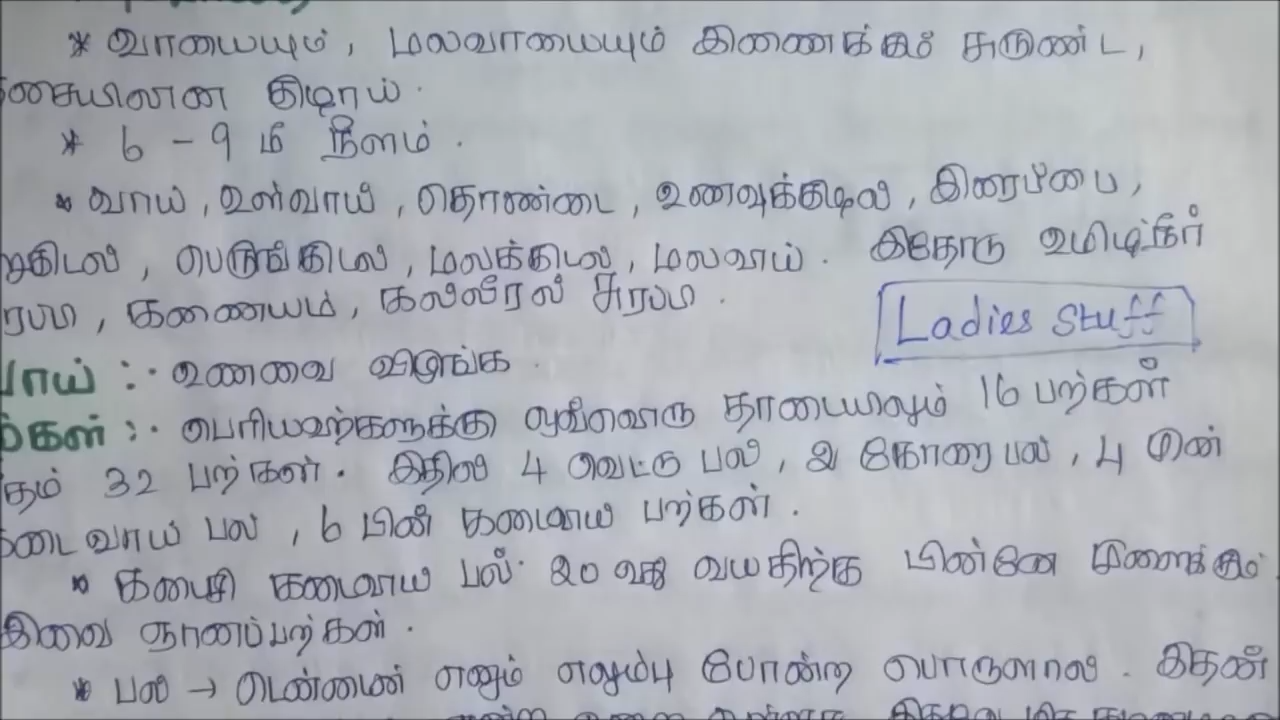 * வாயையும், மலவாயையும் இணைக்கும் சுருண்ட,
தசையிலான கிடிராய்.
* 6 - 9 மீ நீளம்.
* வாய், உள்வாய், தொண்டை, உணவுக்குடல், இரைப்பை,
பெருங்குடல், மலக்குடல், மலவாய். இதோடு உமிழ்நீர்
சுரப்பி, கணையம், கல்லீரல் சுரப்பி.
Ladies Stuff
வாய் :- உணவை விழுங்க.
பற்கள் :- பெரியவர்களுக்கு ஒவ்வொரு தாடையிலும் 16 பற்கள்
32 பற்கள். இதில் 4 வெட்டு பல், 2 கோரை பல், 4 முன்
கடைவாய் பல், 6 பின் கடைவாய் பற்கள்.
* கடைசி கடைவாய் பல் 20 வது வயதிற்கு பின்னே முளைக்கும்
இவை ஞானப்பற்கள்.
* பல் → டென்டைன் எனும் எலும்பு போன்ற பொருளால். இதன்